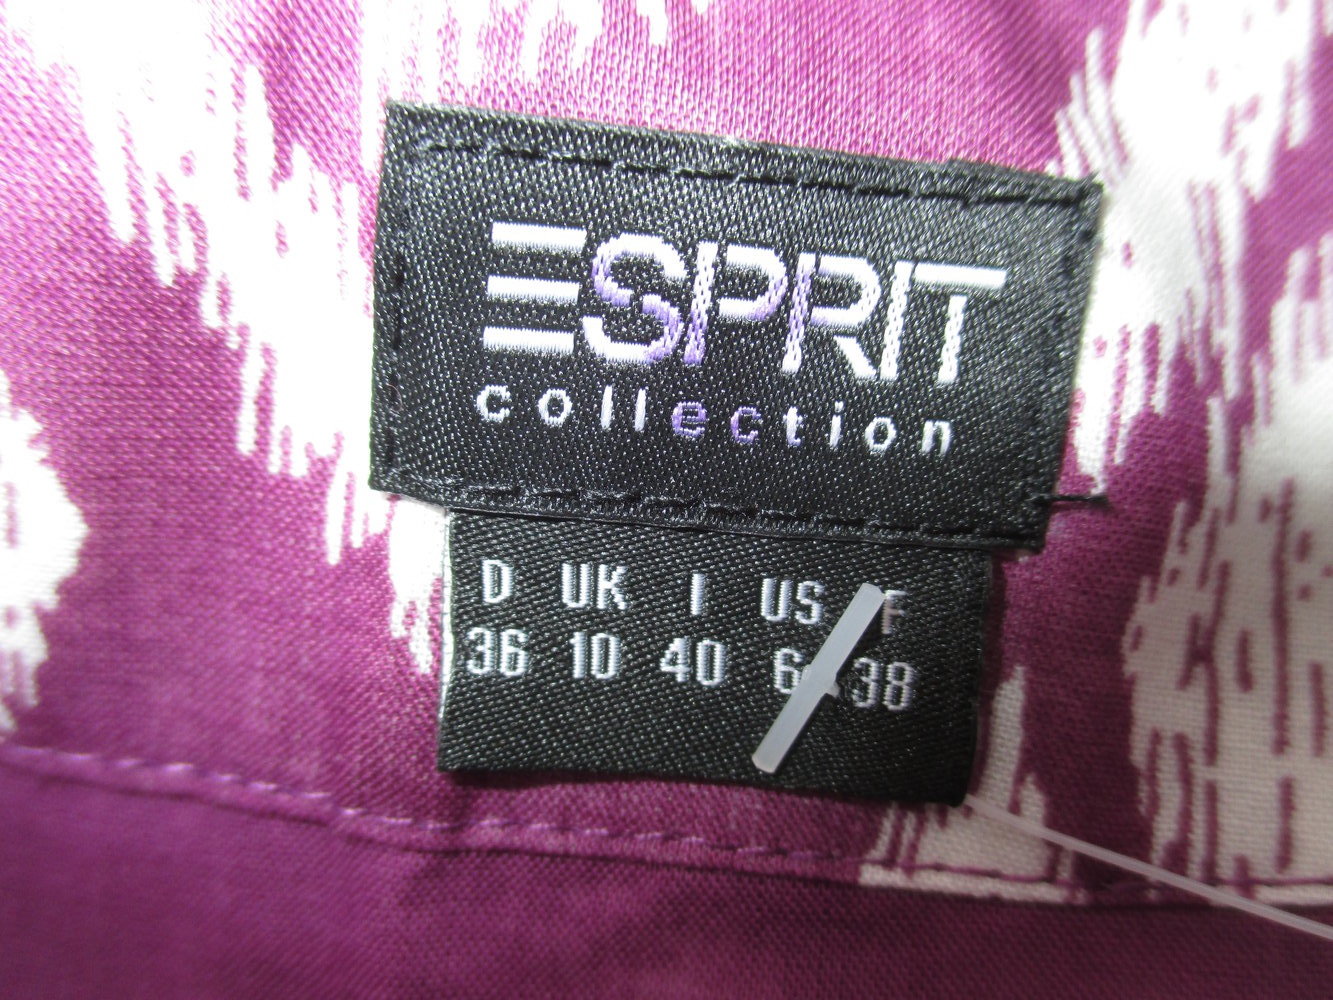 ESPRIT
collection
D UK I US F
36 10 40 6 38